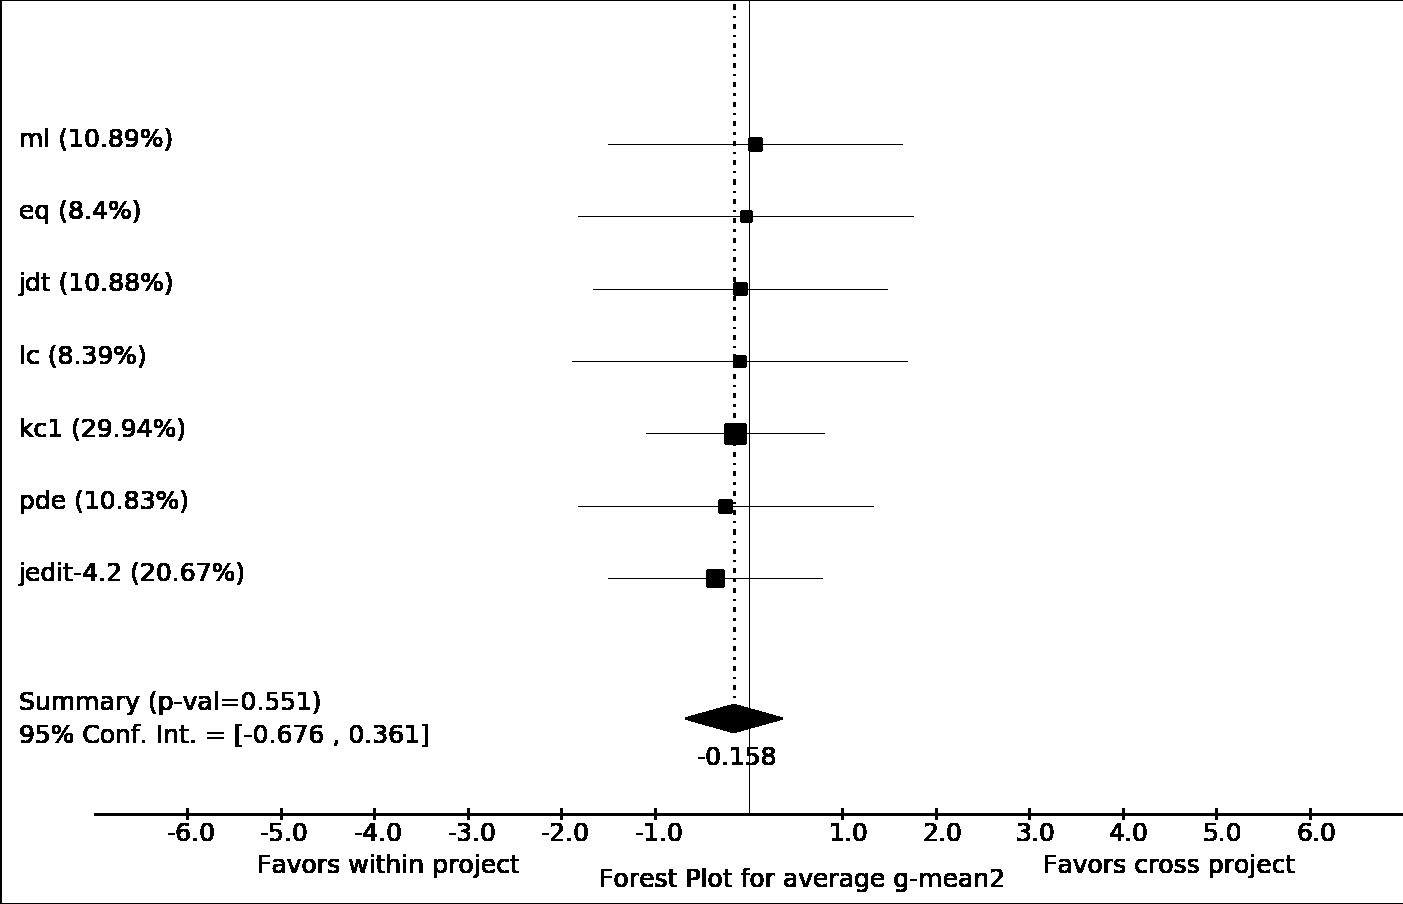 ml (10.89%)
eq (8.4%)
jdt (10.88%)
lc (8.39%)
kc1 (29.94%)
pde (10.83%)
jedit-4.2 (20.67%)
Summary (p-val=0.551)
95% Conf. Int. = [-0.676 , 0.361]
-0.158
-6.0 -5.0 -4.0 -3.0 -2.0 -1.0 1.0 2.0 3.0 4.0 5.0 6.0
Favors within project
Favors cross project
Forest Plot for average g-mean2